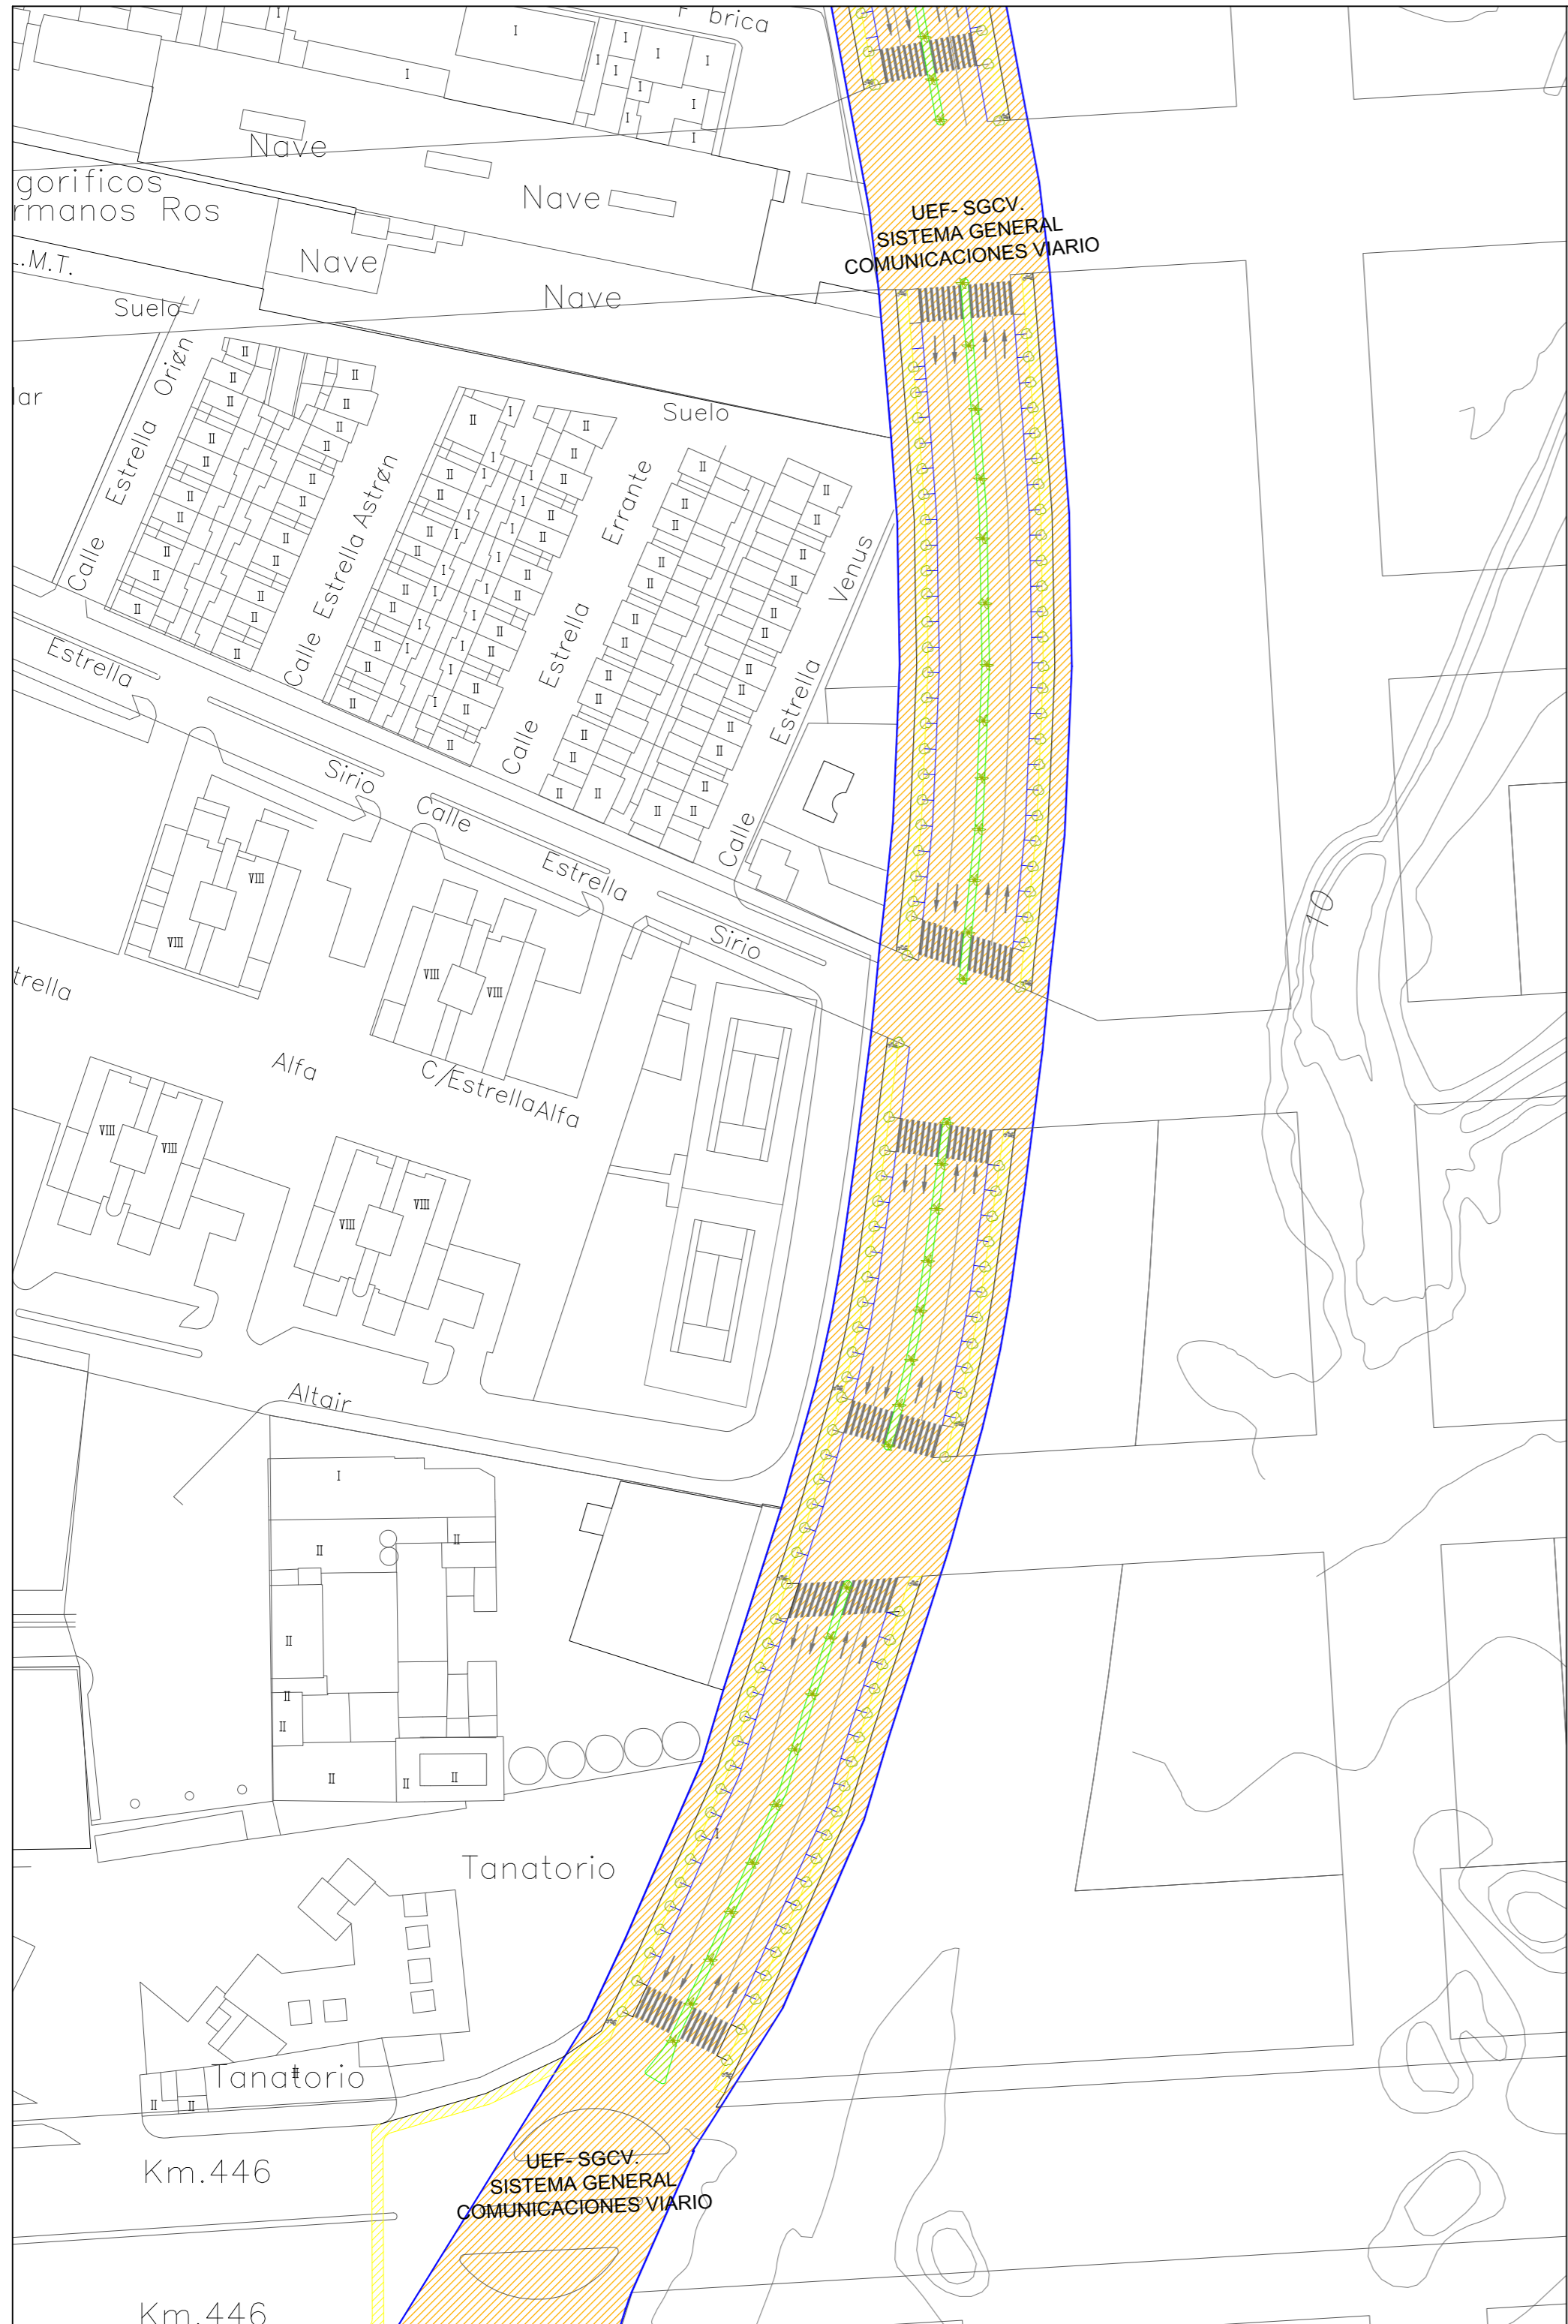 F brica
Nave
gorificos
rmanos Ros
Nave
UEF- SGCV.
SISTEMA GENERAL
COMUNICACIONES VIARIO
.M.T.
Nave
Nave
Suelo
Calle Estrella Oriøn
lar
Suelo
Calle Estrella Astrøn
Calle Estrella Errante
Calle Estrella Venus
Estrella
Sirio
Calle
Estrella
Sirio
trella
Alfa
C/EstrellaAlfa
10
Altair
Tanatorio
Tanatorio
Km.446
UEF- SGCV.
SISTEMA GENERAL
COMUNICACIONES VIARIO
Km.446